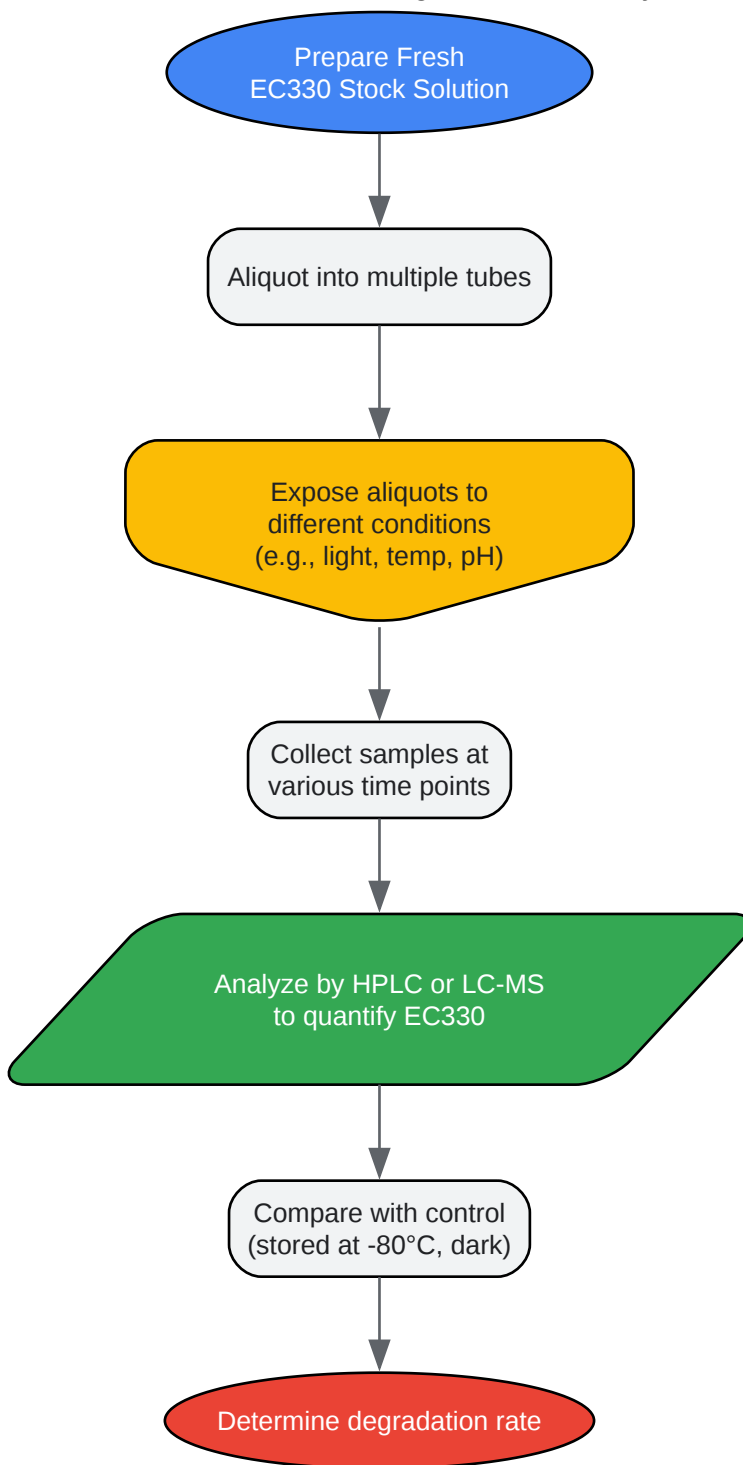 Prepare Fresh
EC330 Stock Solution
Aliquot into multiple tubes
Expose aliquots to
different conditions
(e.g., light, temp, pH)
Collect samples at
various time points
Analyze by HPLC or LC-MS
to quantify EC330
Compare with control
(stored at -80°C, dark)
Determine degradation rate